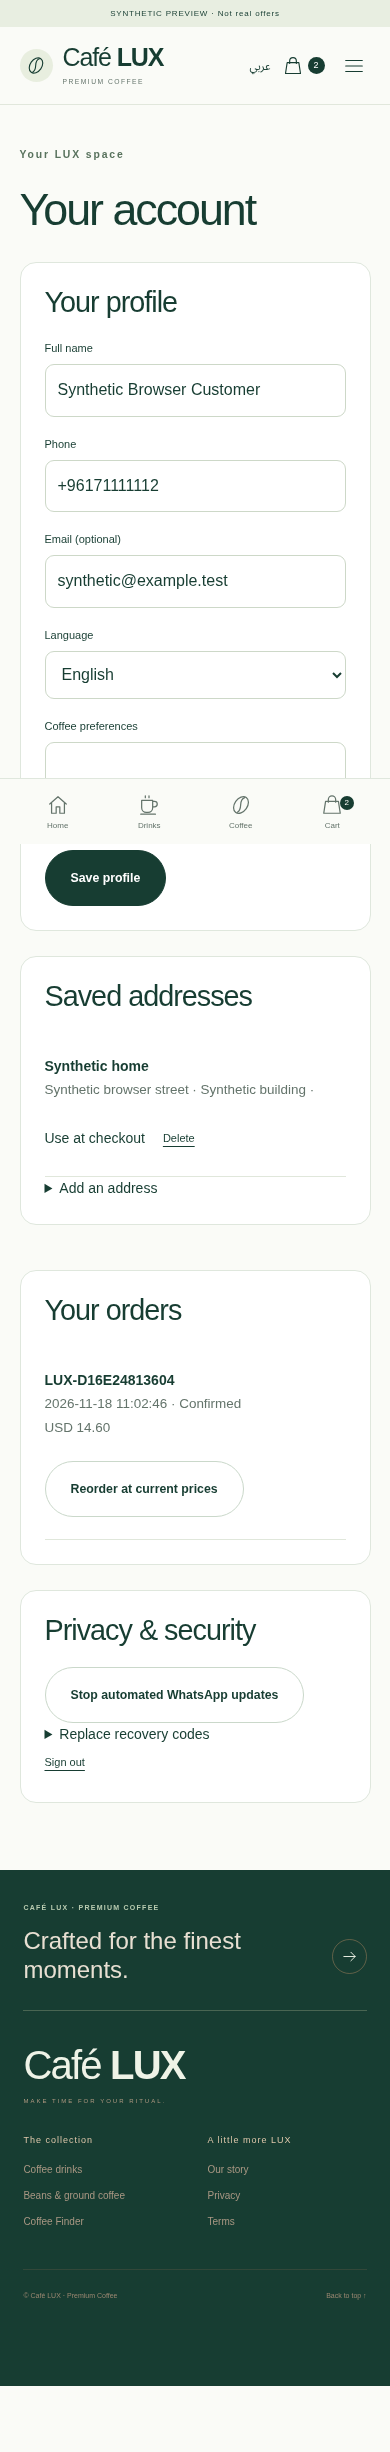 SYNTHETIC PREVIEW · Not real offers
Café LUX
PREMIUM COFFEE
عربي
2
Your LUX space
Your account
Your profile
Full name
Synthetic Browser Customer
Phone
+96171111112
Email (optional)
synthetic@example.test
Language
English
Coffee preferences
Home
Drinks
Coffee
Cart
2
Save profile
Saved addresses
Synthetic home
Synthetic browser street · Synthetic building ·
Use at checkout
Delete
Add an address
Your orders
LUX-D16E24813604
2026-11-18 11:02:46 · Confirmed
USD 14.60
Reorder at current prices
Privacy & security
Stop automated WhatsApp updates
Replace recovery codes
Sign out
CAFÉ LUX · PREMIUM COFFEE
Crafted for the finest
moments.
Café LUX
MAKE TIME FOR YOUR RITUAL.
The collection
Coffee drinks
Beans & ground coffee
Coffee Finder
A little more LUX
Our story
Privacy
Terms
© Café LUX · Premium Coffee
Back to top ↑